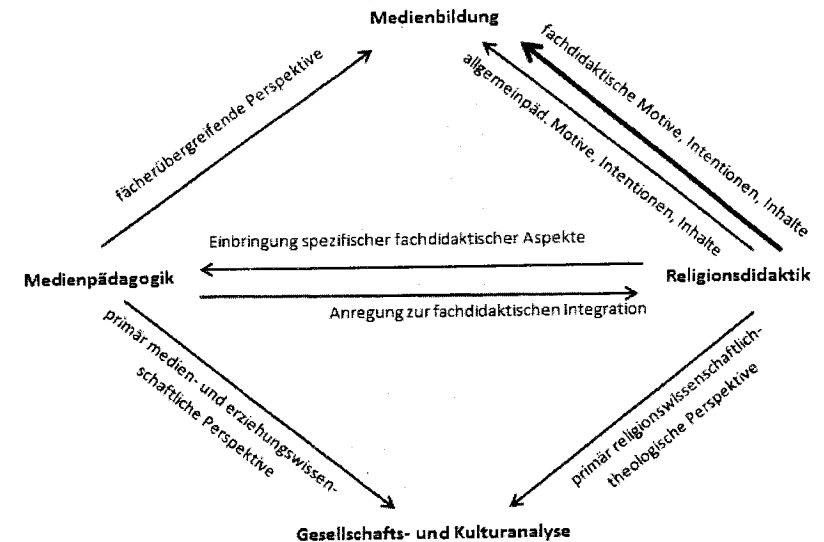 Medienbildung
fächerübergreifende Perspektive
allgemeinpäd. Motive, Intentionen, Inhalte
fachdidaktische Motive, Intentionen, Inhalte
Einbringung spezifischer fachdidaktischer Aspekte
Medienpädagogik
Religionsdidaktik
Anregung zur fachdidaktischen Integration
primär medien- und erziehungswissen-
schaftliche Perspektive
primär religionswissenschaftlich-
theologische Perspektive
Gesellschafts- und Kulturanalyse